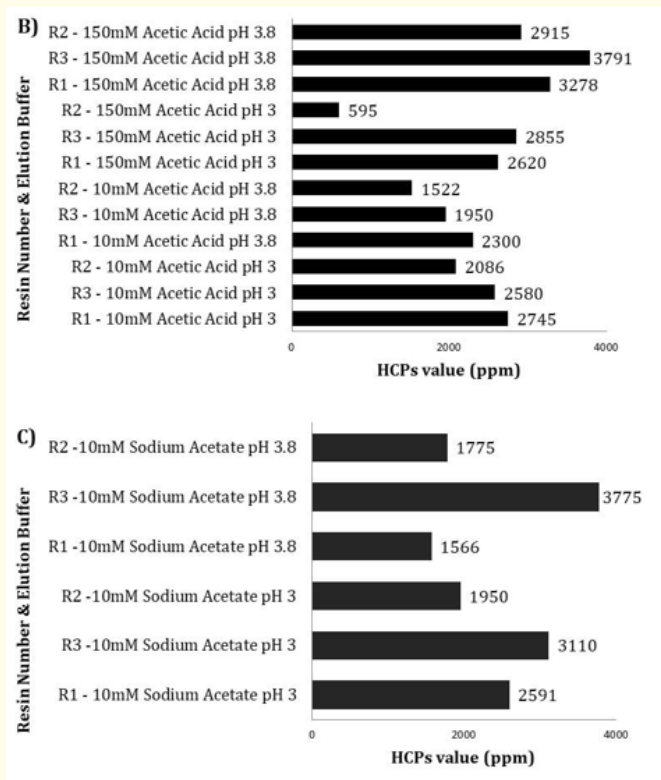 B)
Resin Number & Elution Buffer
R2 - 150mM Acetic Acid pH 3.8 2915
R3 - 150mM Acetic Acid pH 3.8 3791
R1 - 150mM Acetic Acid pH 3.8 3278
R2 - 150mM Acetic Acid pH 3 595
R3 - 150mM Acetic Acid pH 3 2855
R1 - 150mM Acetic Acid pH 3 2620
R2 - 10mM Acetic Acid pH 3.8 1522
R3 - 10mM Acetic Acid pH 3.8 1950
R1 - 10mM Acetic Acid pH 3.8 2300
R2 - 10mM Acetic Acid pH 3 2086
R3 - 10mM Acetic Acid pH 3 2580
R1 - 10mM Acetic Acid pH 3 2745
0 2000 4000
HCPs value (ppm)
C)
Resin Number & Elution Buffer
R2 -10mM Sodium Acetate pH 3.8 1775
R3 -10mM Sodium Acetate pH 3.8 3775
R1 -10mM Sodium Acetate pH 3.8 1566
R2 -10mM Sodium Acetate pH 3 1950
R3 -10mM Sodium Acetate pH 3 3110
R1 - 10mM Sodium Acetate pH 3 2591
0 2000 4000
HCPs value (ppm)